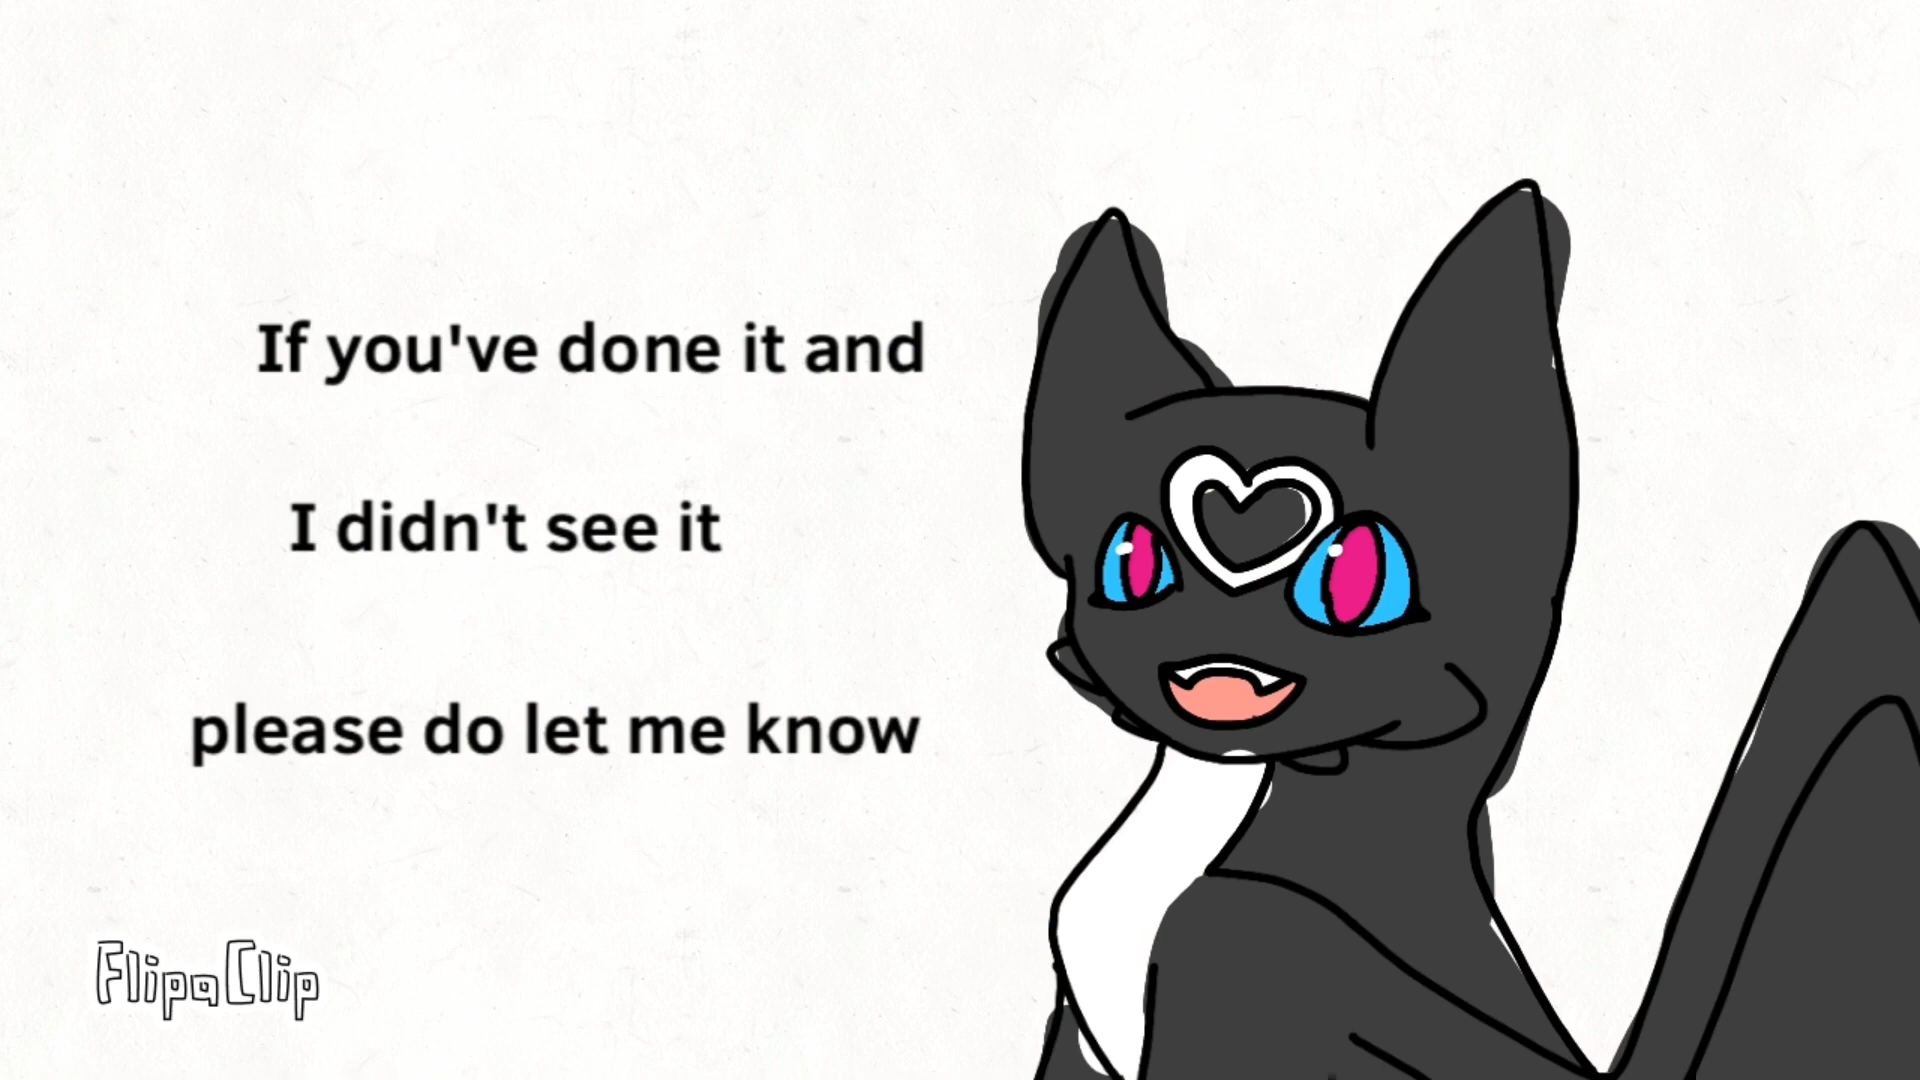 If you've done it and
I didn't see it
please do let me know
FlipaClip